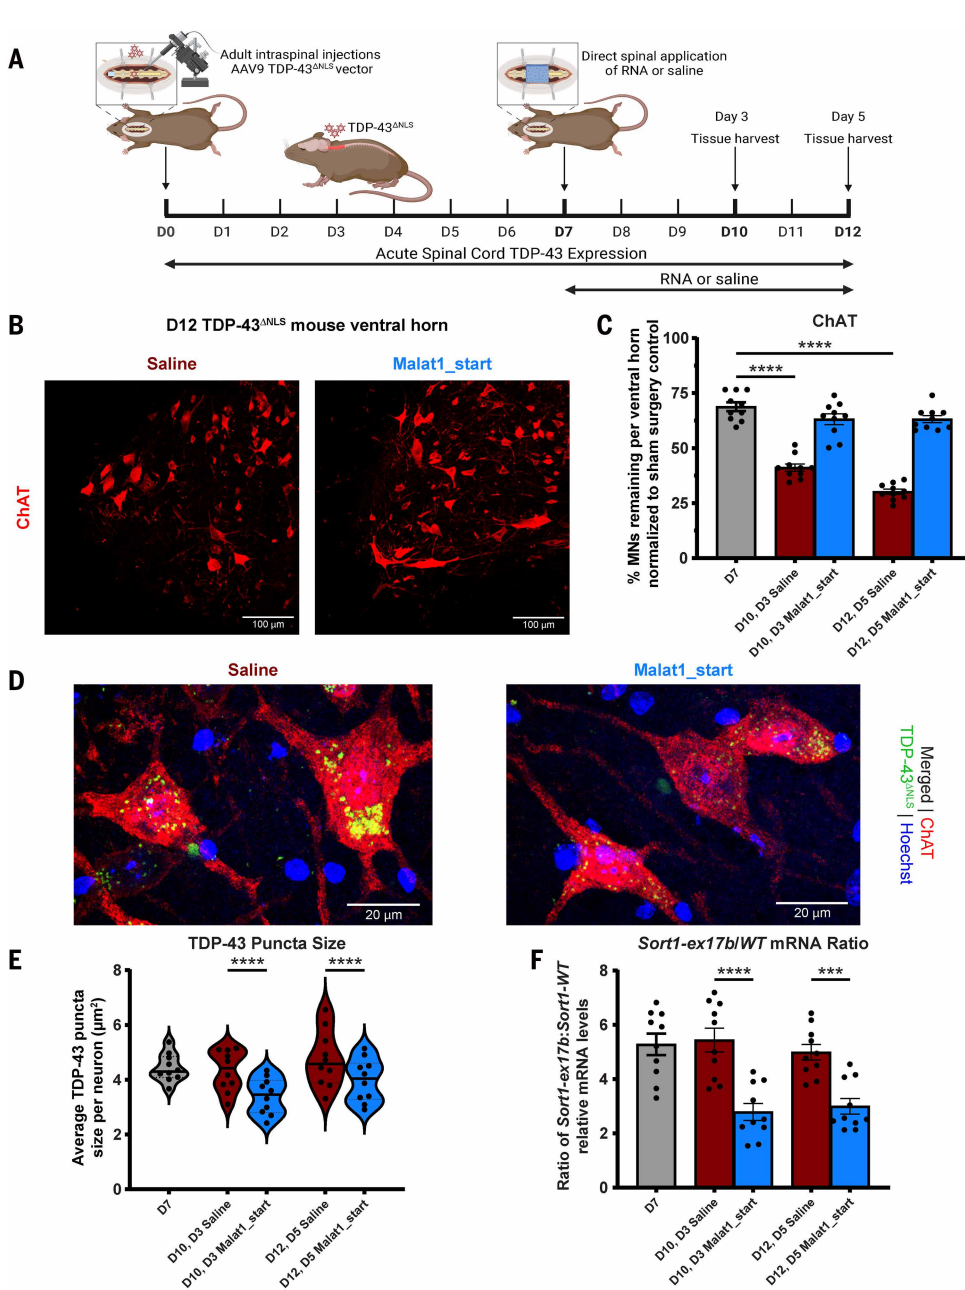 A
Adult intraspinal injections
AAV9 TDP-43ΔNLS vector
TDP-43ΔNLS
Direct spinal application
of RNA or saline
Day 3
Tissue harvest
Day 5
Tissue harvest
D0 D1 D2 D3 D4 D5 D6 D7 D8 D9 D10 D11 D12
Acute Spinal Cord TDP-43 Expression
RNA or saline
B
D12 TDP-43ΔNLS mouse ventral horn
Saline
Malat1_start
ChAT
100 µm
100 µm
C
ChAT
% MNs remaining per ventral horn
normalized to sham surgery control
100
75
50
25
0
****
****
D7
D10, D3 Saline
D10, D3 Malat1_start
D12, D5 Saline
D12, D5 Malat1_start
D
Saline
Malat1_start
20 µm
20 µm
Merged | ChAT
TDP-43ΔNLS | Hoechst
E
TDP-43 Puncta Size
Average TDP-43 puncta
size per neuron (µm²)
8
6
4
2
0
****
****
D7
D10, D3 Saline
D10, D3 Malat1_start
D12, D5 Saline
D12, D5 Malat1_start
F
Sort1-ex17b/WT mRNA Ratio
Ratio of Sort1-ex17b:Sort1-WT
relative mRNA levels
8
6
4
2
0
****
***
D7
D10, D3 Saline
D10, D3 Malat1_start
D12, D5 Saline
D12, D5 Malat1_start